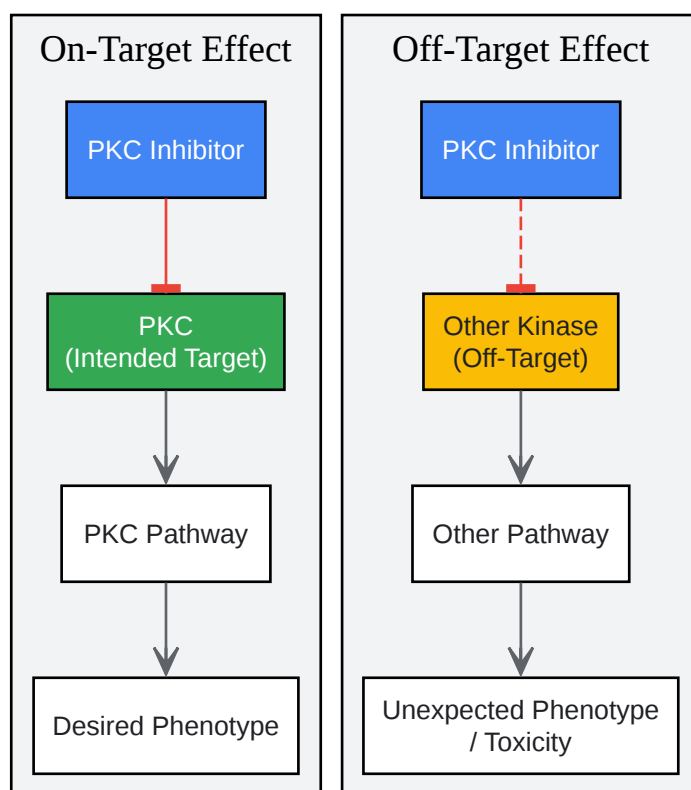 On-Target Effect
PKC Inhibitor
PKC
(Intended Target)
PKC Pathway
Desired Phenotype
Off-Target Effect
PKC Inhibitor
Other Kinase
(Off-Target)
Other Pathway
Unexpected Phenotype
/ Toxicity